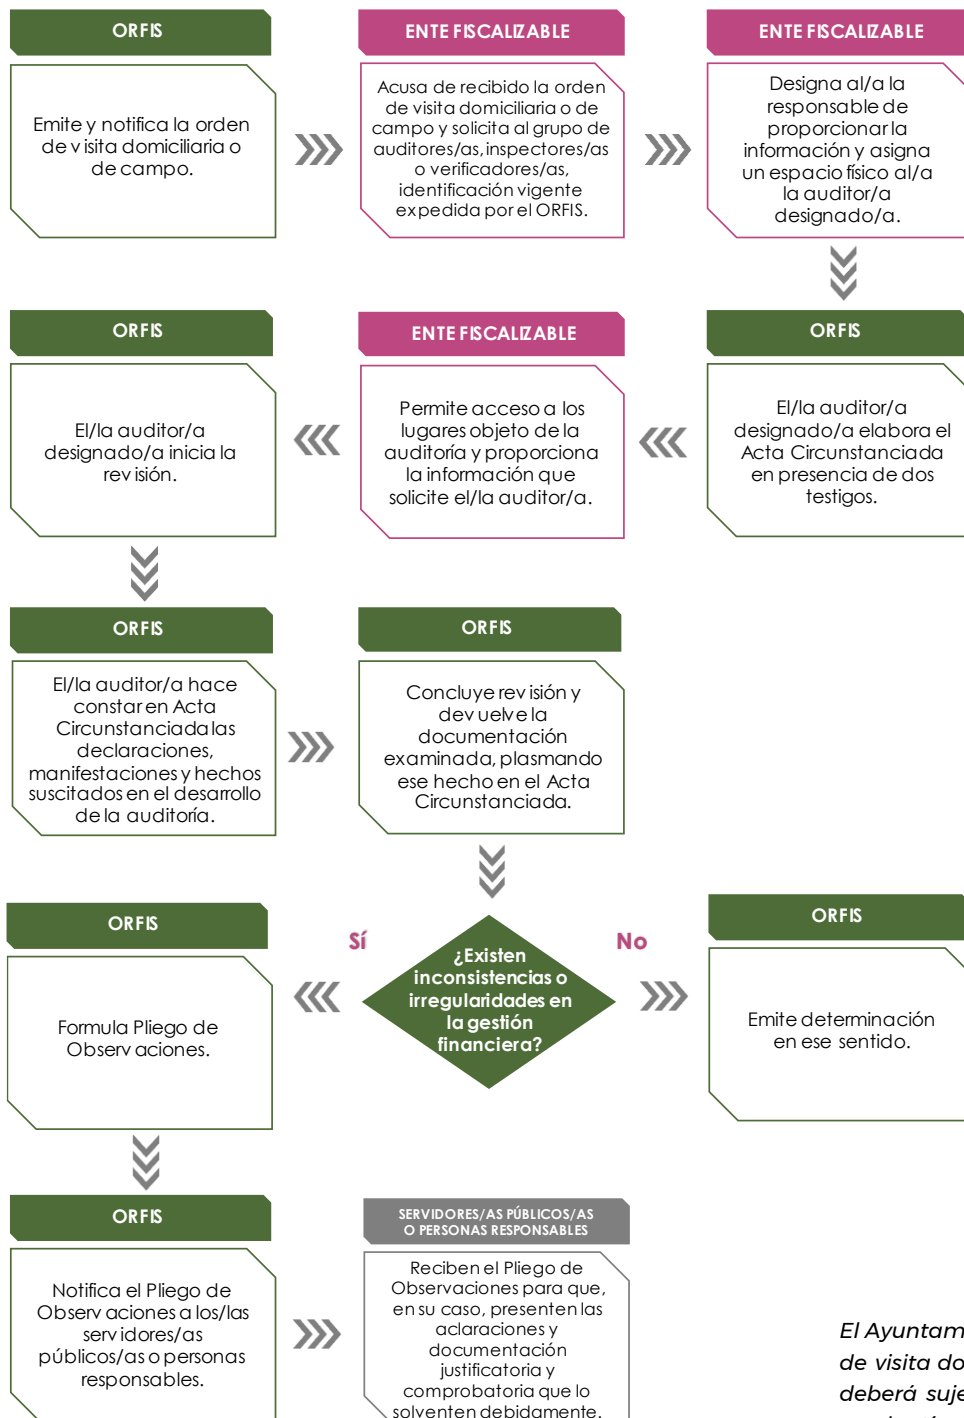 ORFIS
Emite y notifica la orden
de visita domiciliaria o
de campo.
ENTE FISCALIZABLE
Acusa de recibido la orden
de visita domiciliaria o de
campo y solicita al grupo de
auditores/as, inspectores/as
o verificadores/as,
identificación vigente
expedida por el ORFIS.
ENTE FISCALIZABLE
Designa al/a la
responsable de
proporcionar la
información y asigna
un espacio físico al/a
la auditor/a
designado/a.
ORFIS
El/la auditor/a
designado/a elabora el
Acta Circunstanciada
en presencia de dos
testigos.
ENTE FISCALIZABLE
Permite acceso a los
lugares objeto de la
auditoría y proporciona
la información que
solicite el/la auditor/a.
ORFIS
El/la auditor/a
designado/a inicia la
revisión.
ORFIS
El/la auditor/a hace
constar en Acta
Circunstanciada las
declaraciones,
manifestaciones y hechos
suscitados en el desarrollo
de la auditoría.
ORFIS
Concluye revisión y
devuelve la
documentación
examinada, plasmando
ese hecho en el Acta
Circunstanciada.
¿Existen
inconsistencias o
irregularidades en
la gestión
financiera?
Sí
ORFIS
Formula Pliego de
Observaciones.
No
ORFIS
Emite determinación
en ese sentido.
ORFIS
Notifica el Pliego de
Observaciones a los/las
servidores/as
públicos/as o personas
responsables.
SERVIDORES/AS PÚBLICOS/AS
O PERSONAS RESPONSABLES
Reciben el Pliego de
Observaciones para que,
en su caso, presenten las
aclaraciones y
documentación
justificatoria y
comprobatoria que lo
solventen debidamente.
El Ayuntam
de visita do
deberá suje